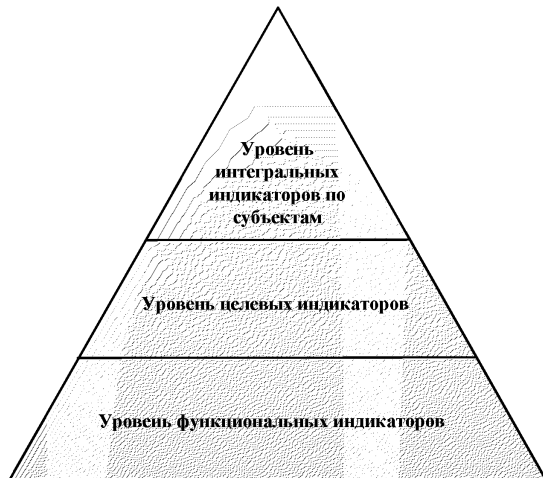 Уровень
интегральных
индикаторов по
субъектам
Уровень целевых индикаторов
Уровень функциональных индикаторов